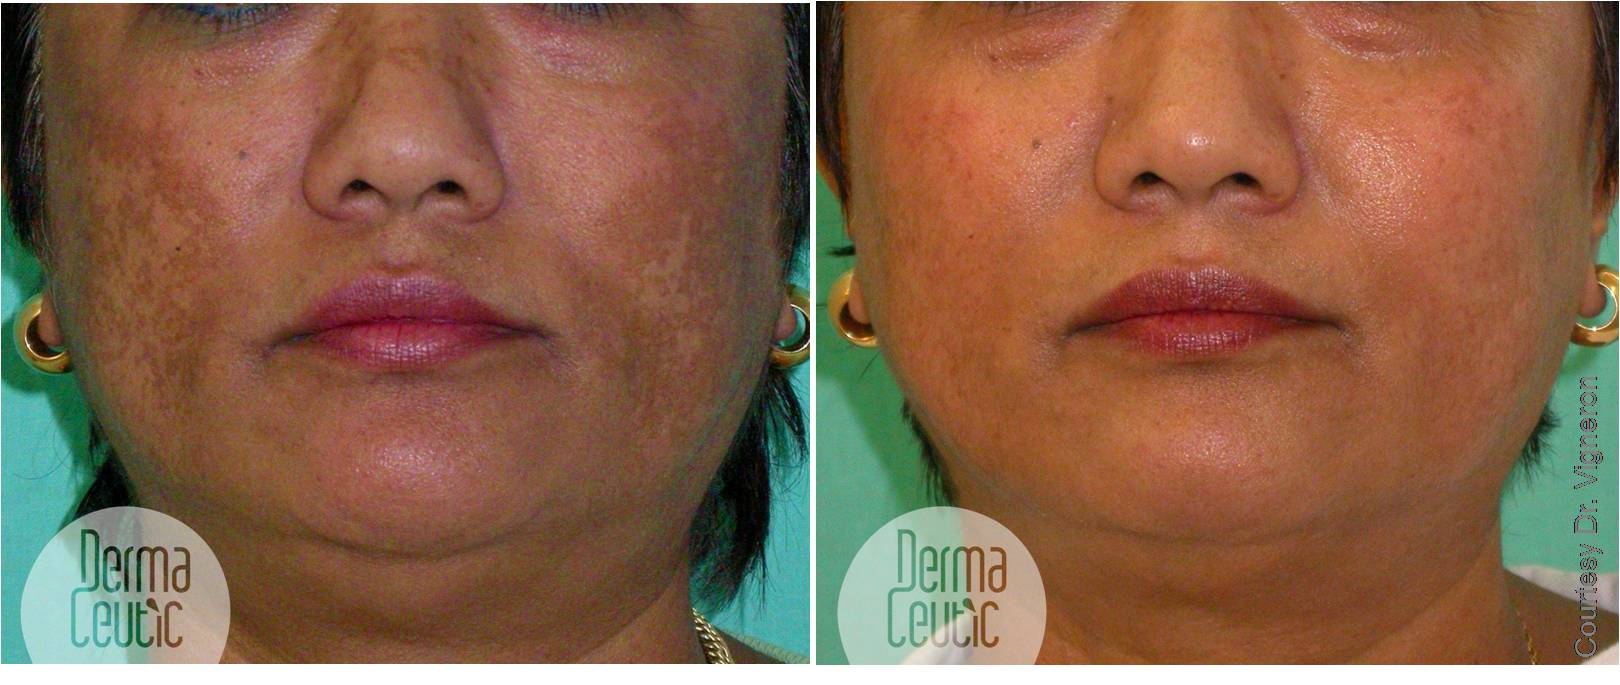 Derma
Ceutic
Derma
Ceutic
Courtesy Dr. Vigneron